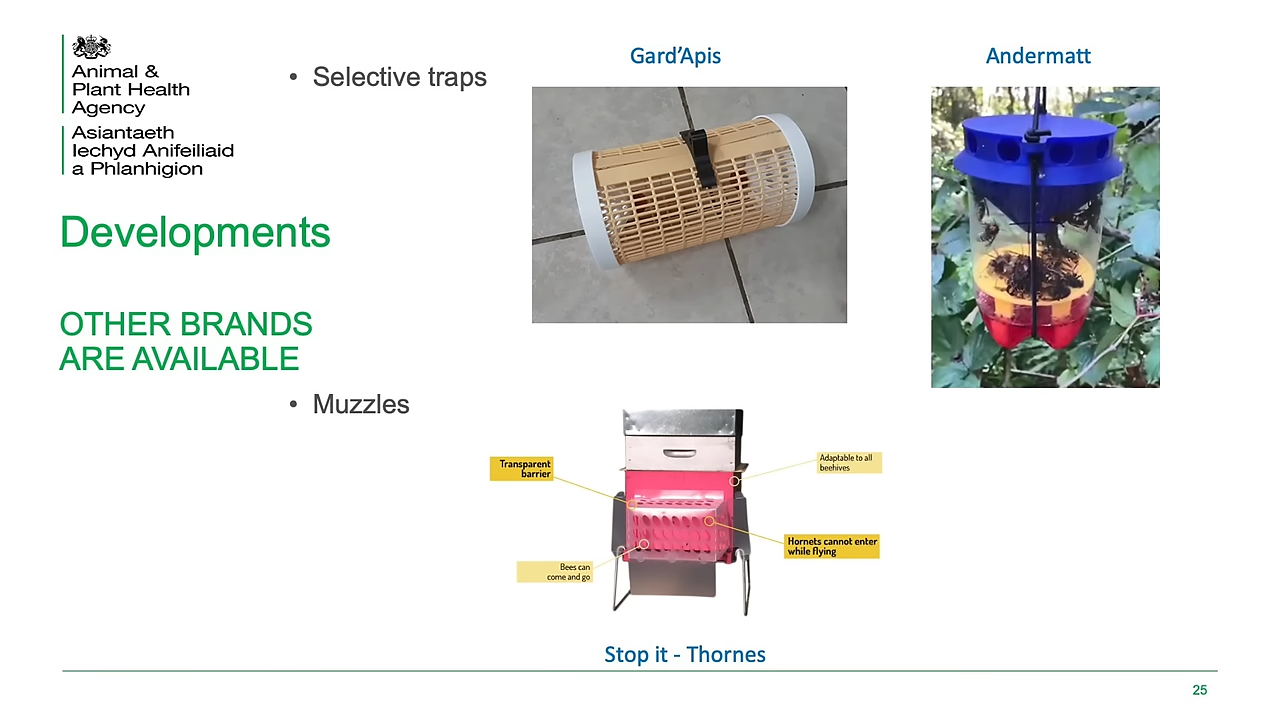 Animal &
Plant Health
Agency
Asiantaeth
Iechyd Anifeiliaid
a Phlanhigion
Developments
OTHER BRANDS
ARE AVAILABLE
• Selective traps
Gard’Apis
Andermatt
• Muzzles
Transparent
barrier
Adaptable to all
beehives
Hornets cannot enter
while flying
Bees can
come and go
Stop it - Thornes
25